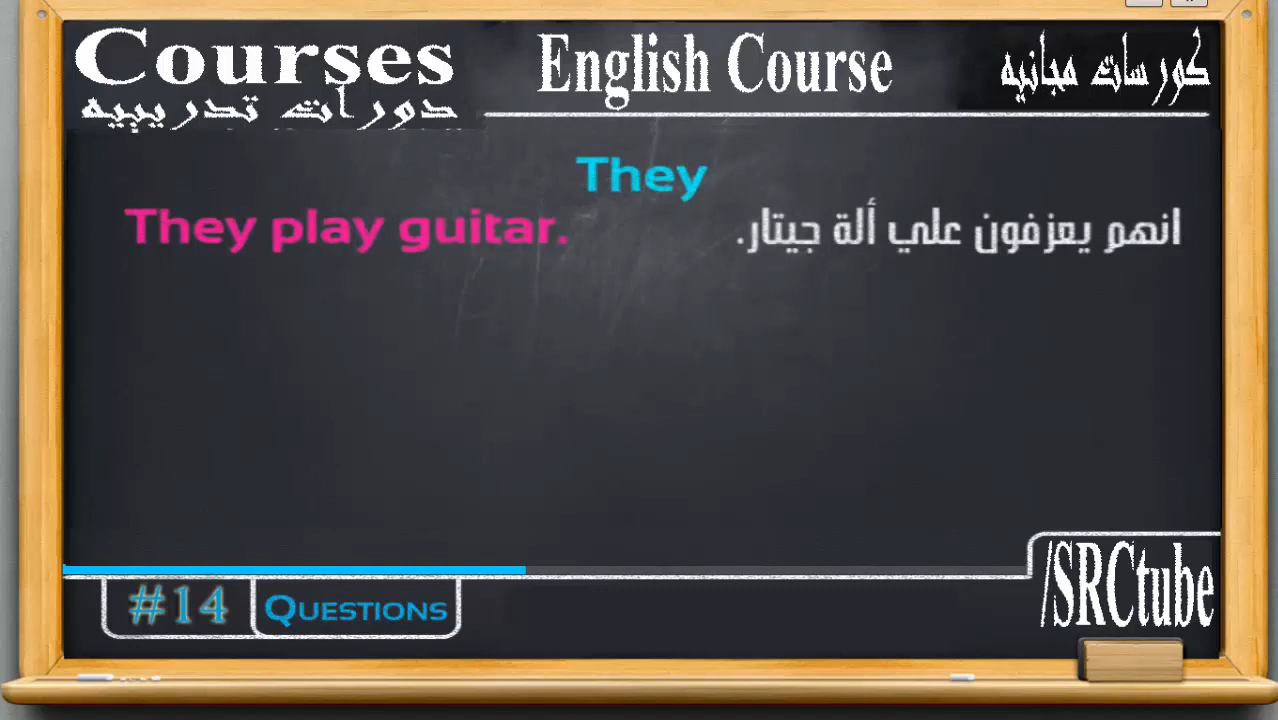 Courses
دورات تدريبيه
English Course
كورسات مجانيه
They
They play guitar.
انهم يعزفون علي ألة جيتار.
#14
QUESTIONS
/SRCtube